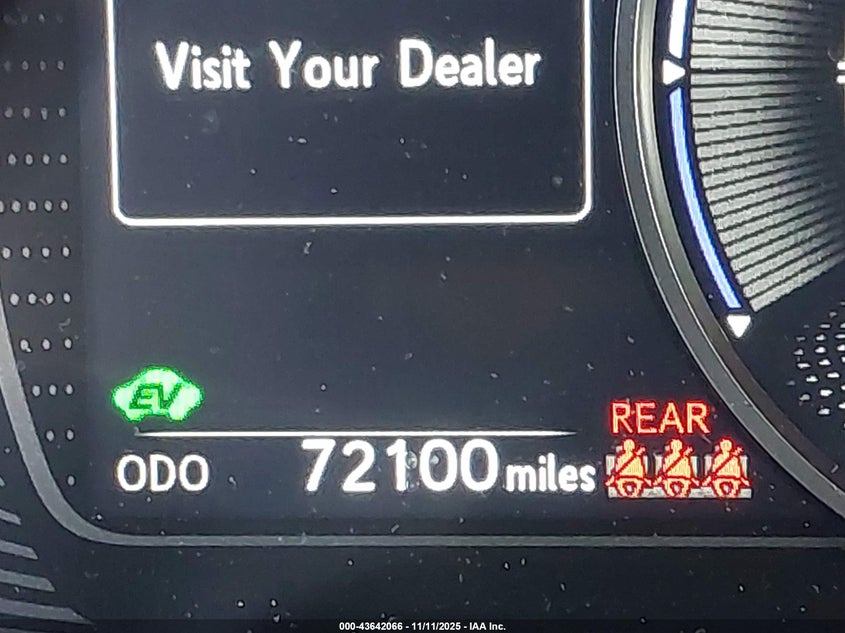 Visit Your Dealer
EV
REAR
ODO 72100 miles
000-43642066 - 11/11/2025 - IAA Inc.